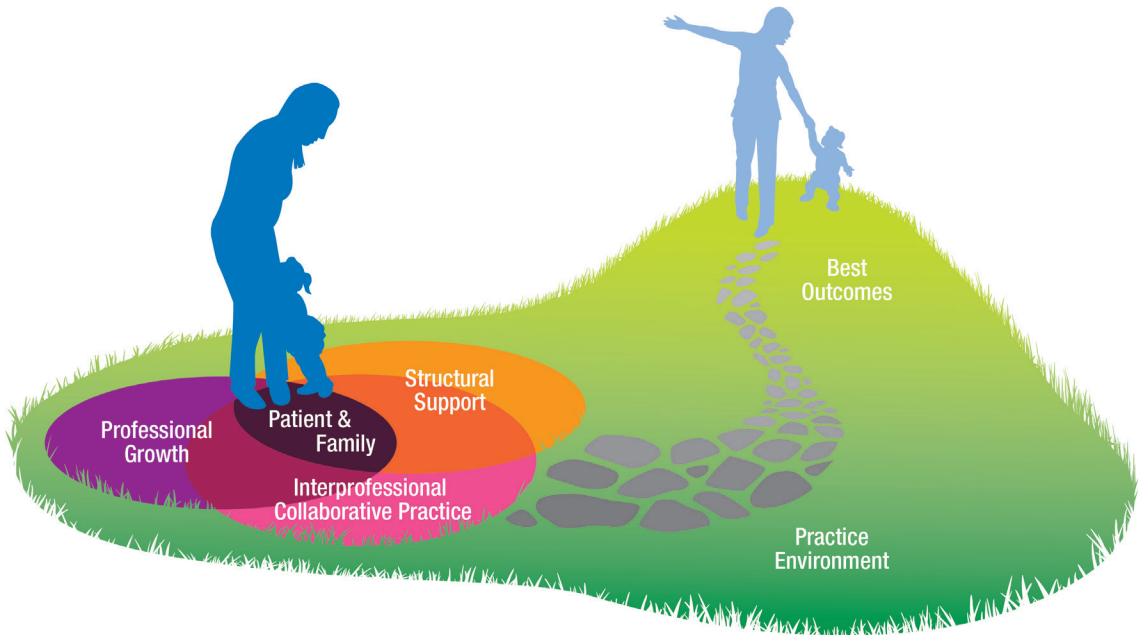 Best
Outcomes
Structural
Support
Patient &
Family
Professional
Growth
Interprofessional
Collaborative Practice
Practice
Environment